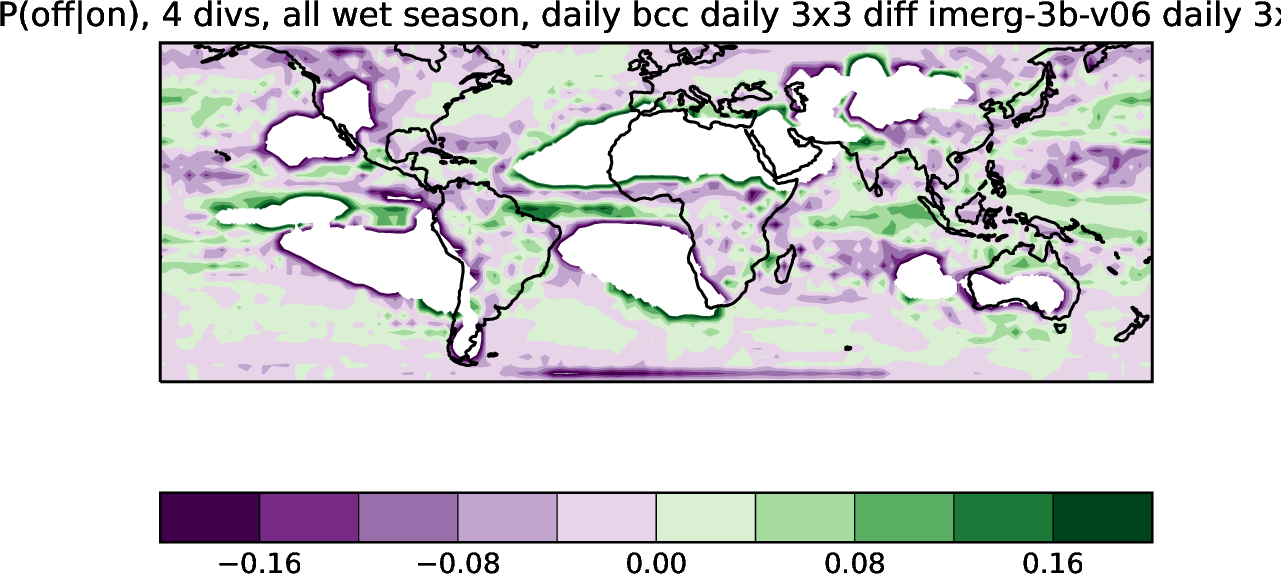 P(off|on), 4 divs, all wet season, daily bcc daily 3x3 diff imerg-3b-v06 daily 3x
−0.16 −0.08 0.00 0.08 0.16